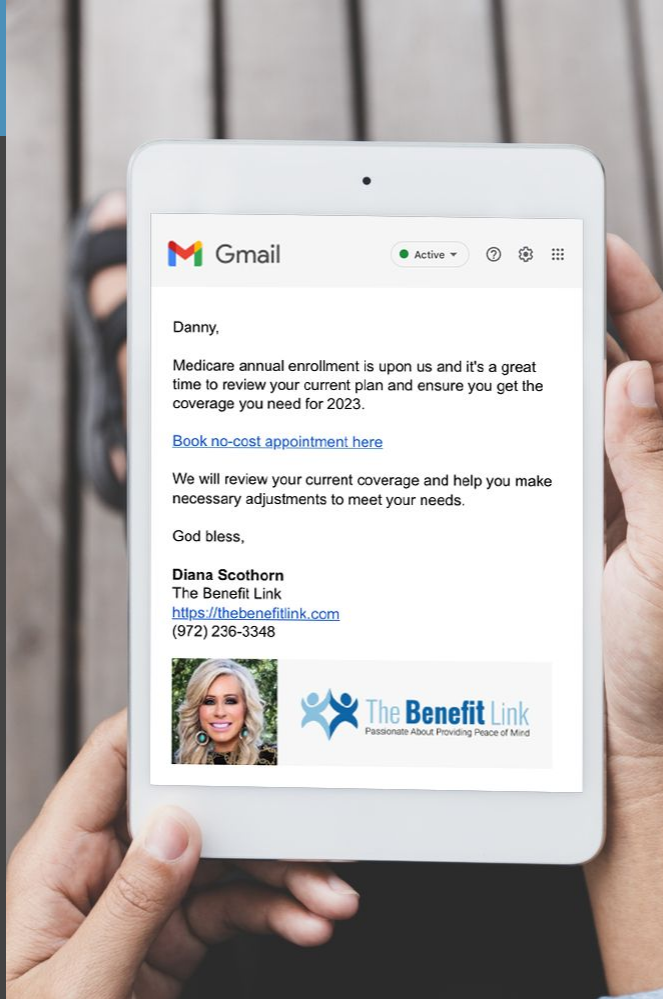 Gmail
Active
Danny,
Medicare annual enrollment is upon us and it's a great
time to review your current plan and ensure you get the
coverage you need for 2023.
Book no-cost appointment here
We will review your current coverage and help you make
necessary adjustments to meet your needs.
God bless,
Diana Scothorn
The Benefit Link
https://thebenefitlink.com
(972) 236-3348
The Benefit Link
Passionate About Providing Peace of Mind